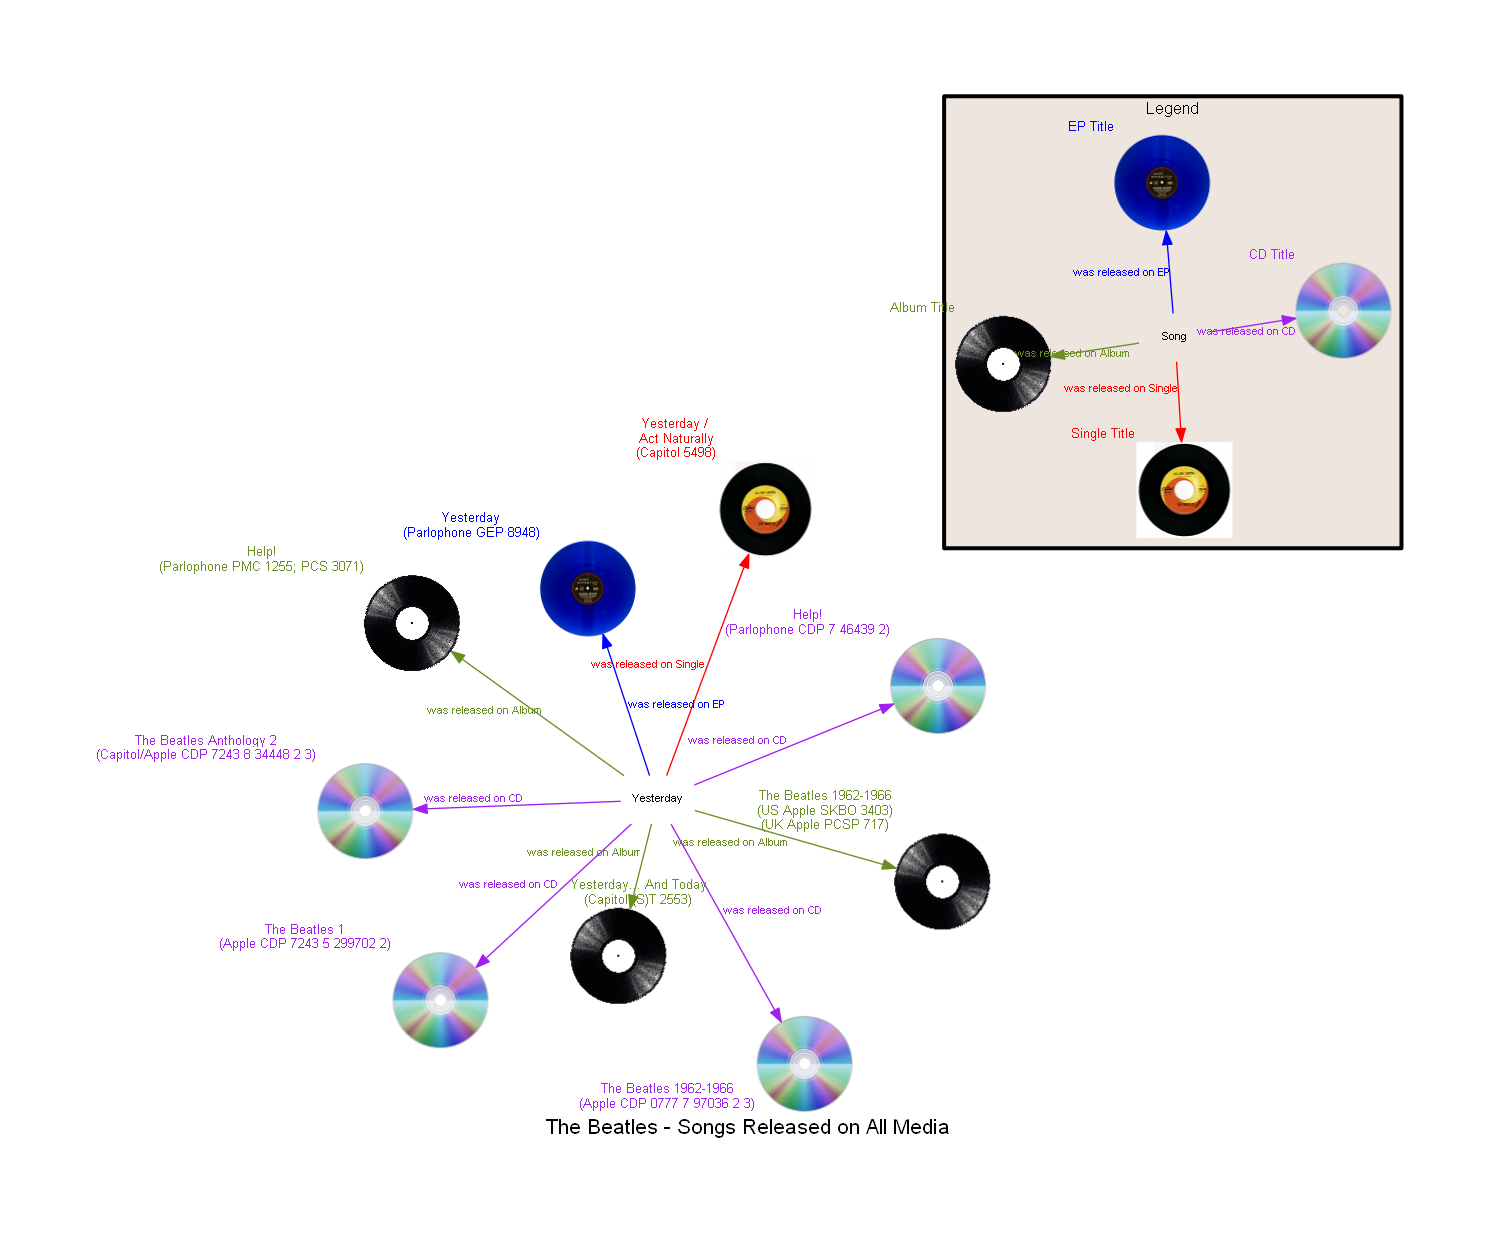 Legend
EP Title
was released on EP
CD Title
was released on CD
Album Title
was released on Album
Song
was released on Single
Single Title
Yesterday /
Act Naturally
(Capitol 5498)
Yesterday
(Parlophone GEP 8948)
Help!
(Parlophone PMC 1255; PCS 3071)
Help!
(Parlophone CDP 7 46439 2)
was released on Single
was released on EP
was released on Album
was released on CD
The Beatles Anthology 2
(Capitol/Apple CDP 7243 8 34448 2 3)
was released on CD
Yesterday
The Beatles 1962-1966
(US Apple SKBO 3403)
(UK Apple PCSP 717)
was released on Album
was released on Album
was released on CD
Yesterday... And Today
(Capitol (S)T 2553)
was released on CD
The Beatles 1
(Apple CDP 7243 5 299702 2)
The Beatles 1962-1966
(Apple CDP 0777 7 97036 2 3)
The Beatles - Songs Released on All Media